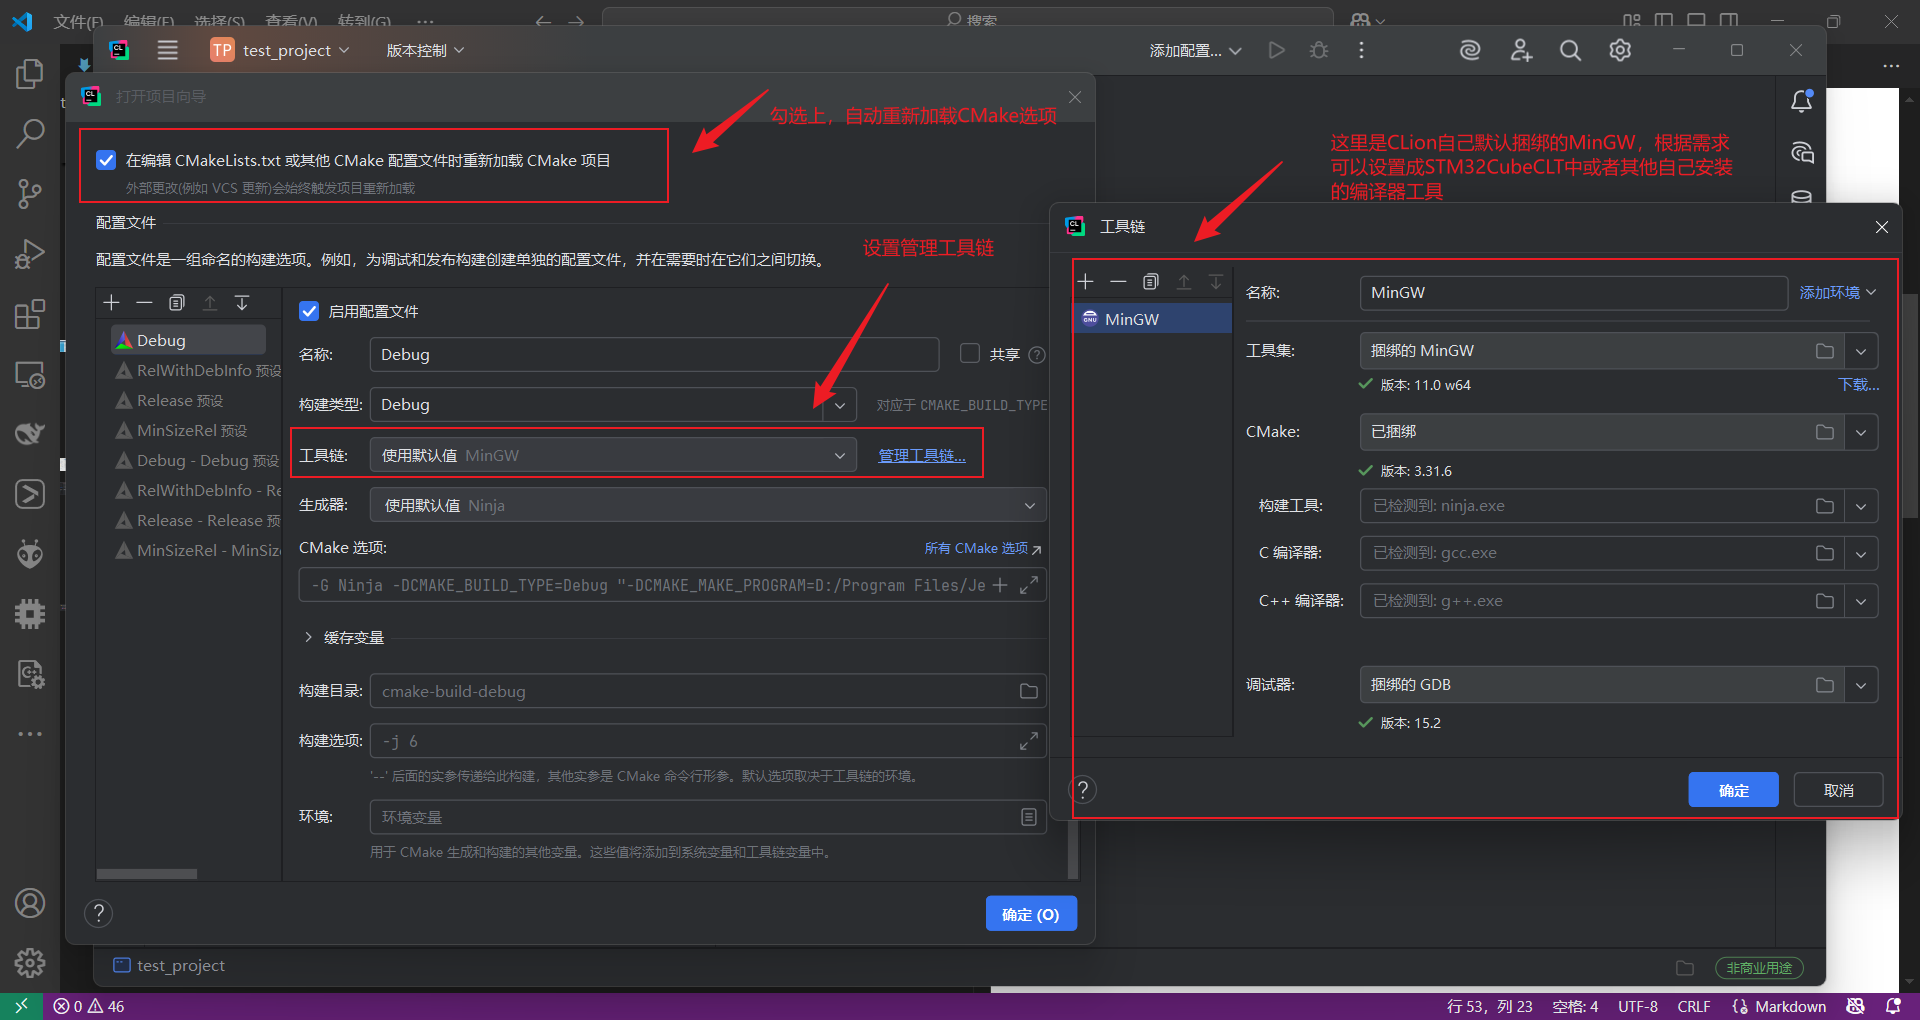 文件(F) 编辑(E) 选择(S) 查看(V) 转到(G) ··· 搜索
TP test_project 版本控制 添加配置...
打开项目向导
勾选上，自动重新加载CMake选项
在编辑 CMakeLists.txt 或其他 CMake 配置文件时重新加载 CMake 项目
外部更改(例如 VCS 更新)会始终触发项目重新加载
这里是CLion自己默认捆绑的MinGW，根据需求
可以设置成STM32CubeCLT中或者其他自己安装
的编译器工具
配置文件
设置管理工具链
配置文件是一组命名的构建选项。例如，为调试和发布构建创建单独的配置文件，并在需要时在它们之间切换。
Debug
RelWithDebInfo 预设
Release 预设
MinSizeRel 预设
Debug - Debug 预设
RelWithDebInfo - Re
Release - Release 预
MinSizeRel - MinSiz
启用配置文件
名称: Debug 共享 ?
构建类型: Debug 对应于 CMAKE_BUILD_TYPE
工具链: 使用默认值 MinGW 管理工具链...
生成器: 使用默认值 Ninja
CMake 选项: 所有 CMake 选项
-G Ninja -DCMAKE_BUILD_TYPE=Debug "-DCMAKE_MAKE_PROGRAM=D:/Program Files/Je
缓存变量
构建目录: cmake-build-debug
构建选项: -j 6
'--' 后面的实参传递给此构建，其他实参是 CMake 命令行形参。默认选项取决于工具链的环境。
环境: 环境变量
用于 CMake 生成和构建的其他变量。这些值将添加到系统变量和工具链变量中。
? 确定 (O)
工具链
MinGW
名称: MinGW 添加环境
工具集: 捆绑的 MinGW
版本: 11.0 w64 下载...
CMake: 已捆绑
版本: 3.31.6
构建工具: 已检测到: ninja.exe
C 编译器: 已检测到: gcc.exe
C++ 编译器: 已检测到: g++.exe
调试器: 捆绑的 GDB
版本: 15.2
? 确定 取消
test_project 非商业用途
0 46 行 53，列 23 空格: 4 UTF-8 CRLF Markdown